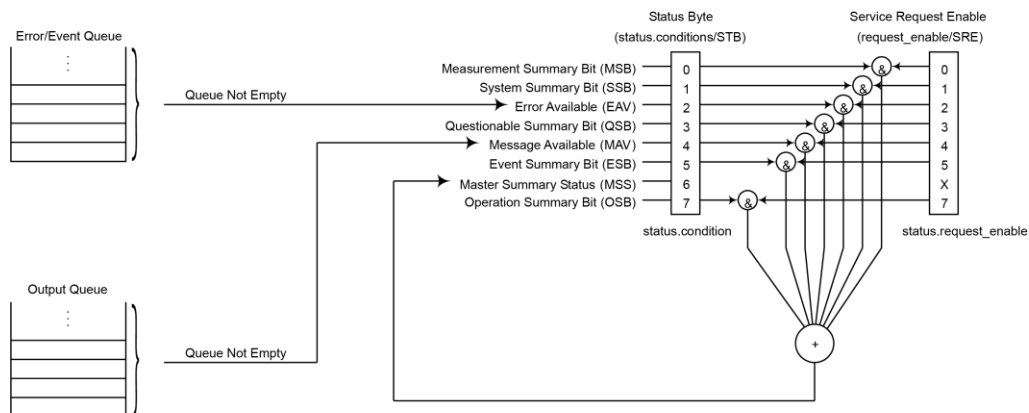 Error/Event Queue
⋮
Queue Not Empty
Output Queue
⋮
Queue Not Empty
Status Byte
(status.conditions/STB)
Service Request Enable
(request_enable/SRE)
Measurement Summary Bit (MSB) 0 & 0
System Summary Bit (SSB) 1 & 1
Error Available (EAV) 2 & 2
Questionable Summary Bit (QSB) 3 & 3
Message Available (MAV) 4 & 4
Event Summary Bit (ESB) 5 & 5
Master Summary Status (MSS) 6 X
Operation Summary Bit (OSB) 7 & 7
status.condition
status.request_enable
+